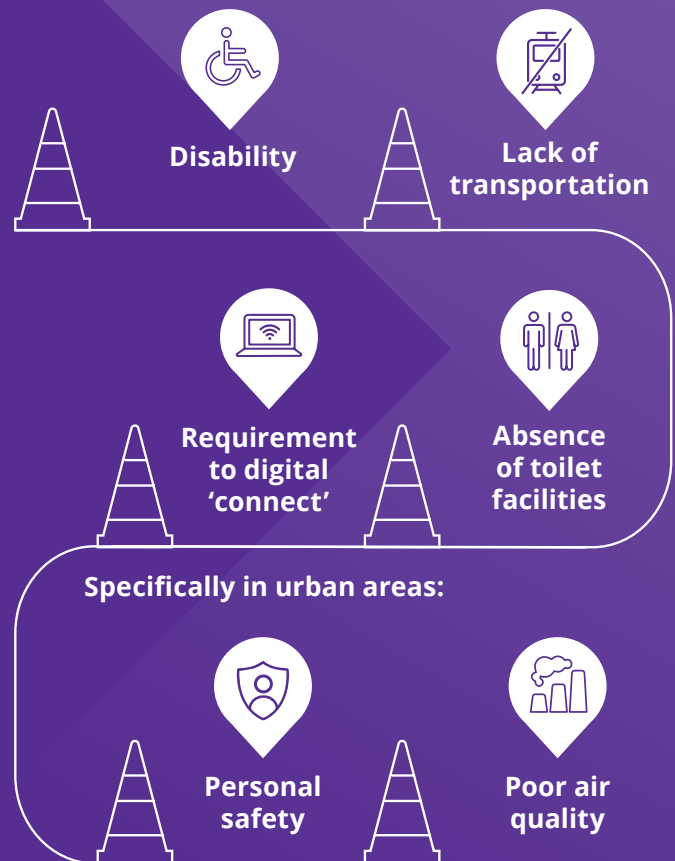 Disability
Lack of
transportation
Requirement
to digital
‘connect’
Absence
of toilet
facilities
Specifically in urban areas:
Personal
safety
Poor air
quality